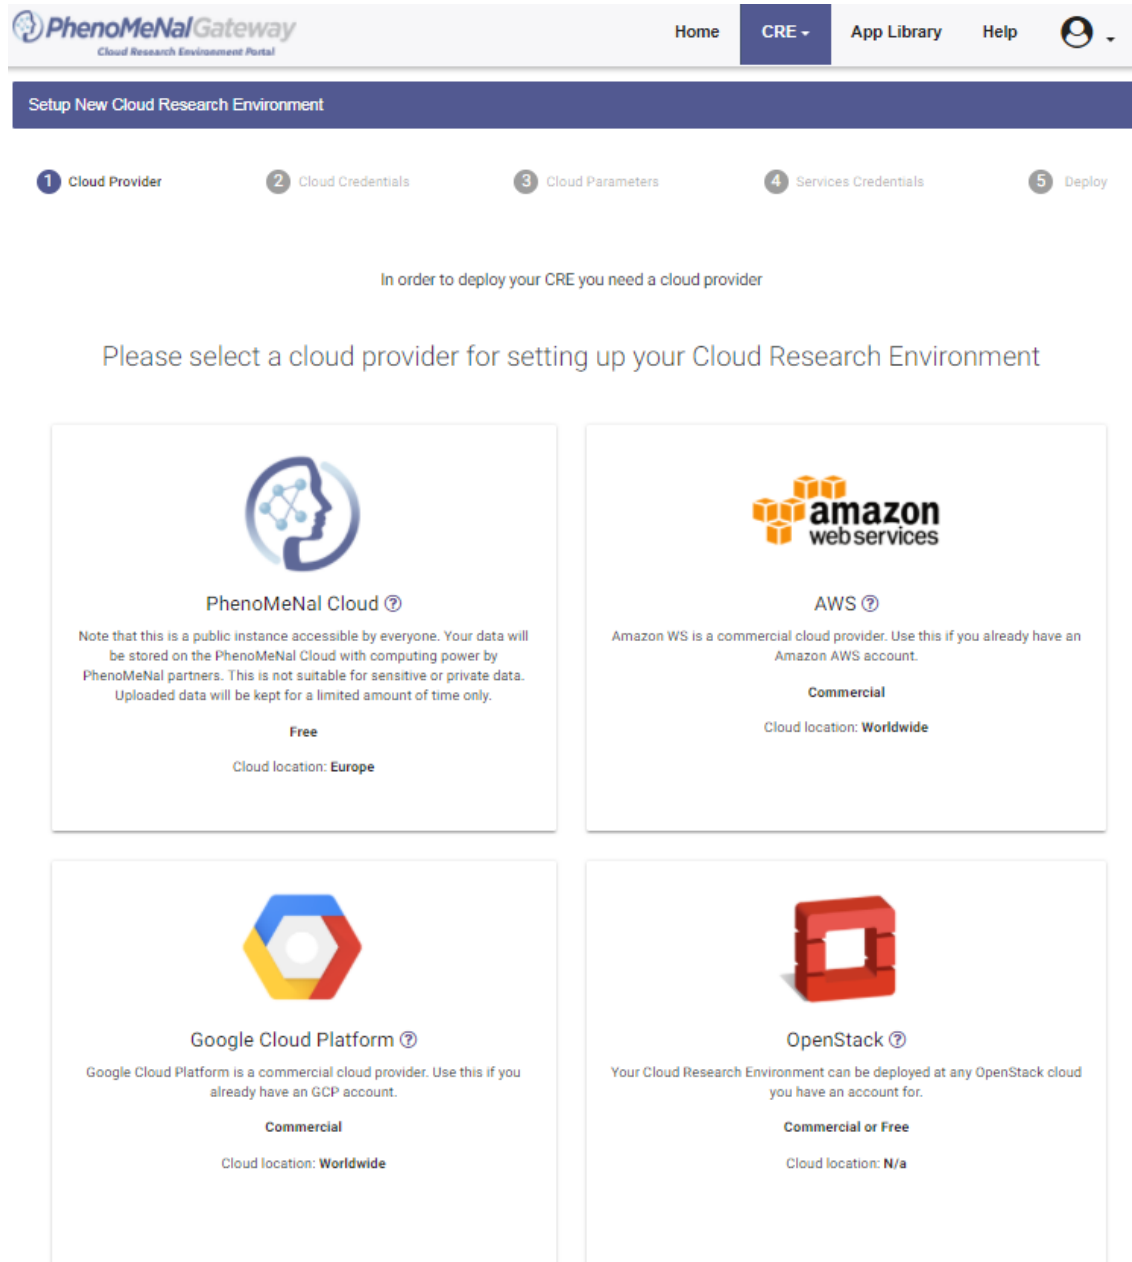 PhenoMeNalGateway
Cloud Research Environment Portal
Home
CRE
App Library
Help
Setup New Cloud Research Environment
1 Cloud Provider
2 Cloud Credentials
3 Cloud Parameters
4 Services Credentials
5 Deploy
In order to deploy your CRE you need a cloud provider
Please select a cloud provider for setting up your Cloud Research Environment
PhenoMeNal Cloud ?
Note that this is a public instance accessible by everyone. Your data will
be stored on the PhenoMeNal Cloud with computing power by
PhenoMeNal partners. This is not suitable for sensitive or private data.
Uploaded data will be kept for a limited amount of time only.
Free
Cloud location: Europe
amazon
web services
AWS ?
Amazon WS is a commercial cloud provider. Use this if you already have an
Amazon AWS account.
Commercial
Cloud location: Worldwide
Google Cloud Platform ?
Google Cloud Platform is a commercial cloud provider. Use this if you
already have an GCP account.
Commercial
Cloud location: Worldwide
OpenStack ?
Your Cloud Research Environment can be deployed at any OpenStack cloud
you have an account for.
Commercial or Free
Cloud location: N/a